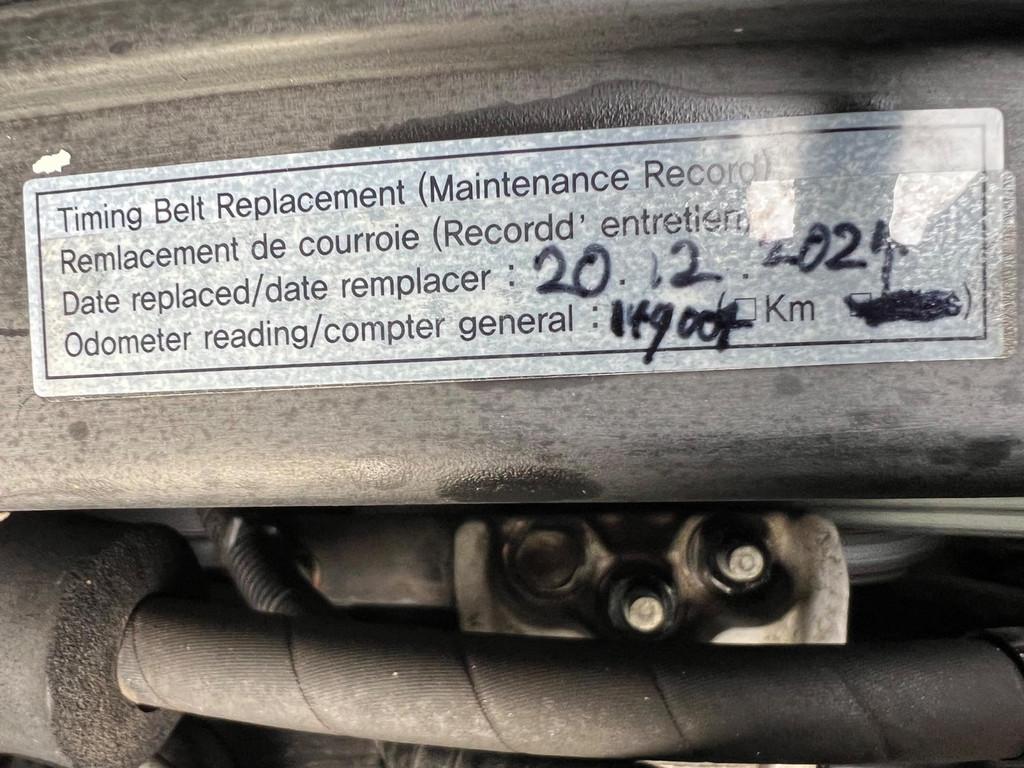 Timing Belt Replacement (Maintenance Record)
Remlacement de courroie (Recordd' entretien)
Date replaced/date remplacer : 20.12.2024
Odometer reading/compter general : (□ Km )